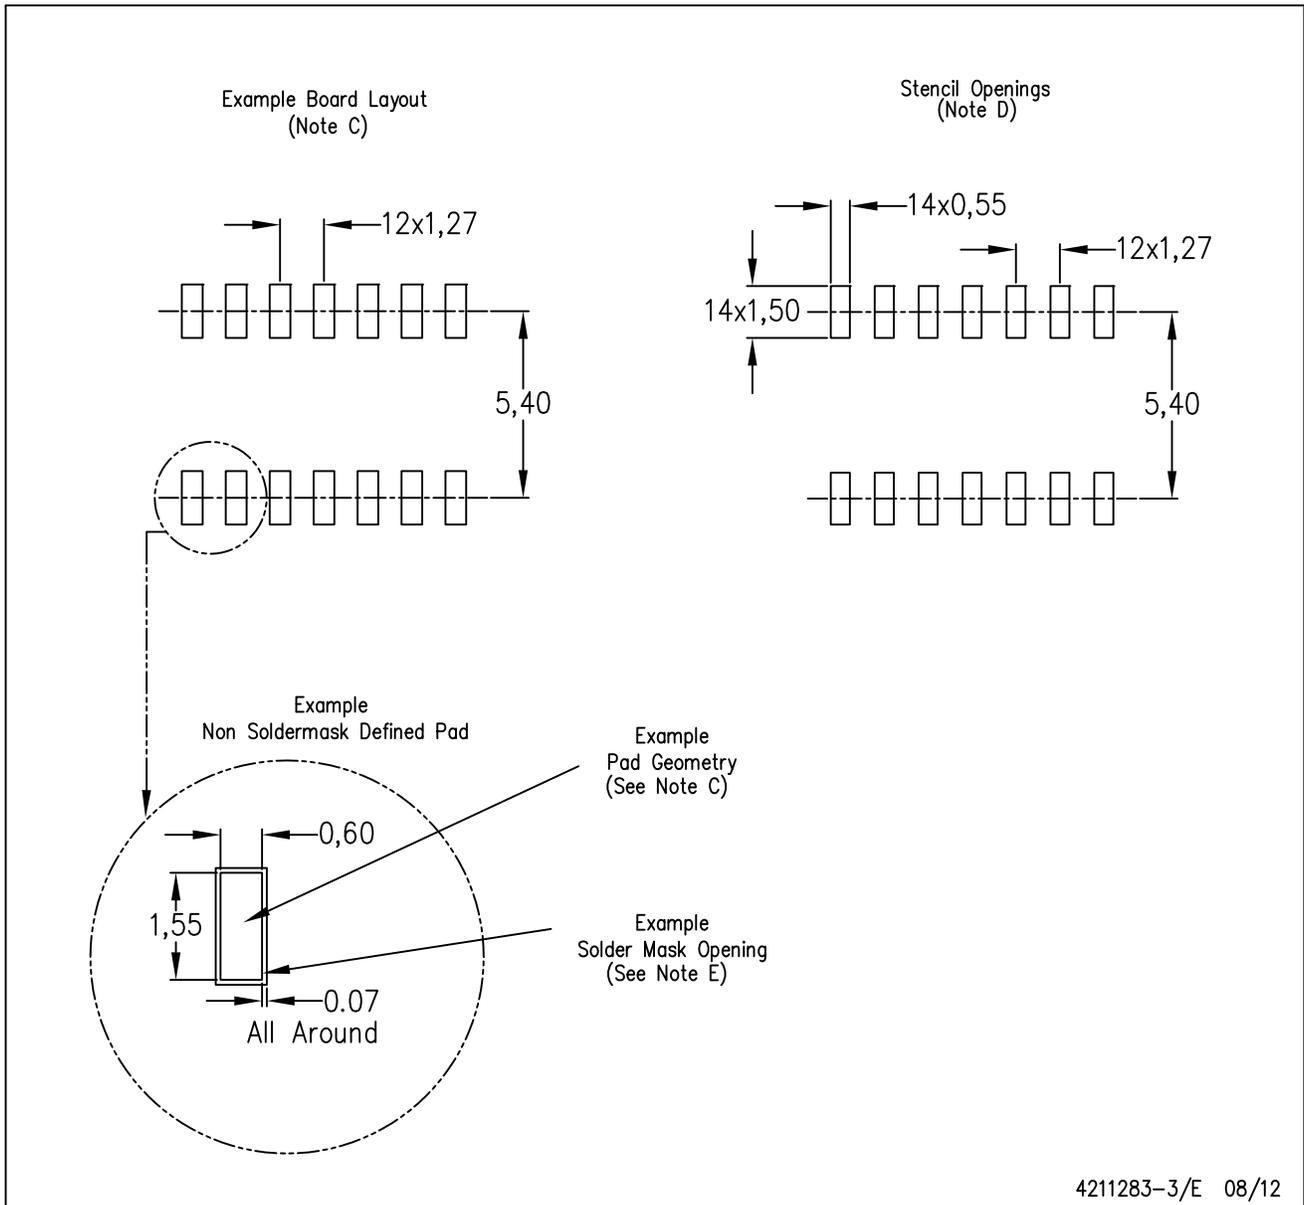 Example Board Layout
(Note C)
Stencil Openings
(Note D)
12x1,27
14x0,55
12x1,27
14x1,50
5,40
5,40
Example
Non Soldermask Defined Pad
Example
Pad Geometry
(See Note C)
0,60
1,55
Example
Solder Mask Opening
(See Note E)
0.07
All Around
4211283-3/E 08/12